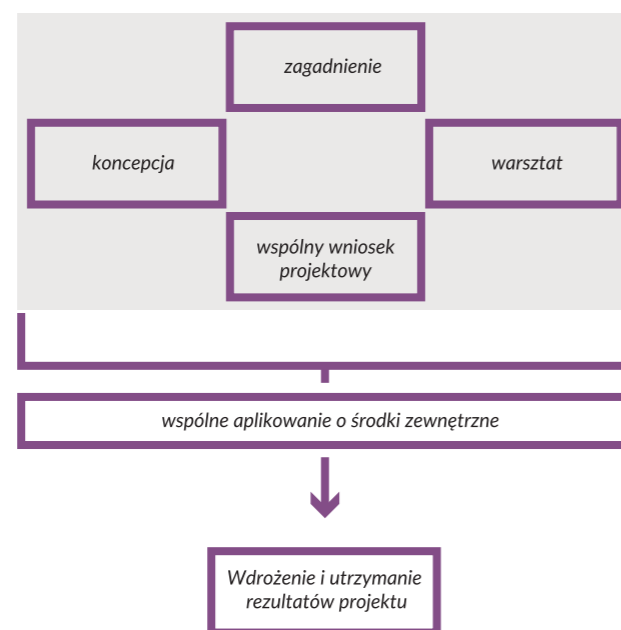 zagadnienie
koncepcja
warsztat
wspólny wniosek
projektowy
wspólne aplikowanie o środki zewnętrzne
Wdrożenie i utrzymanie
rezultatów projektu